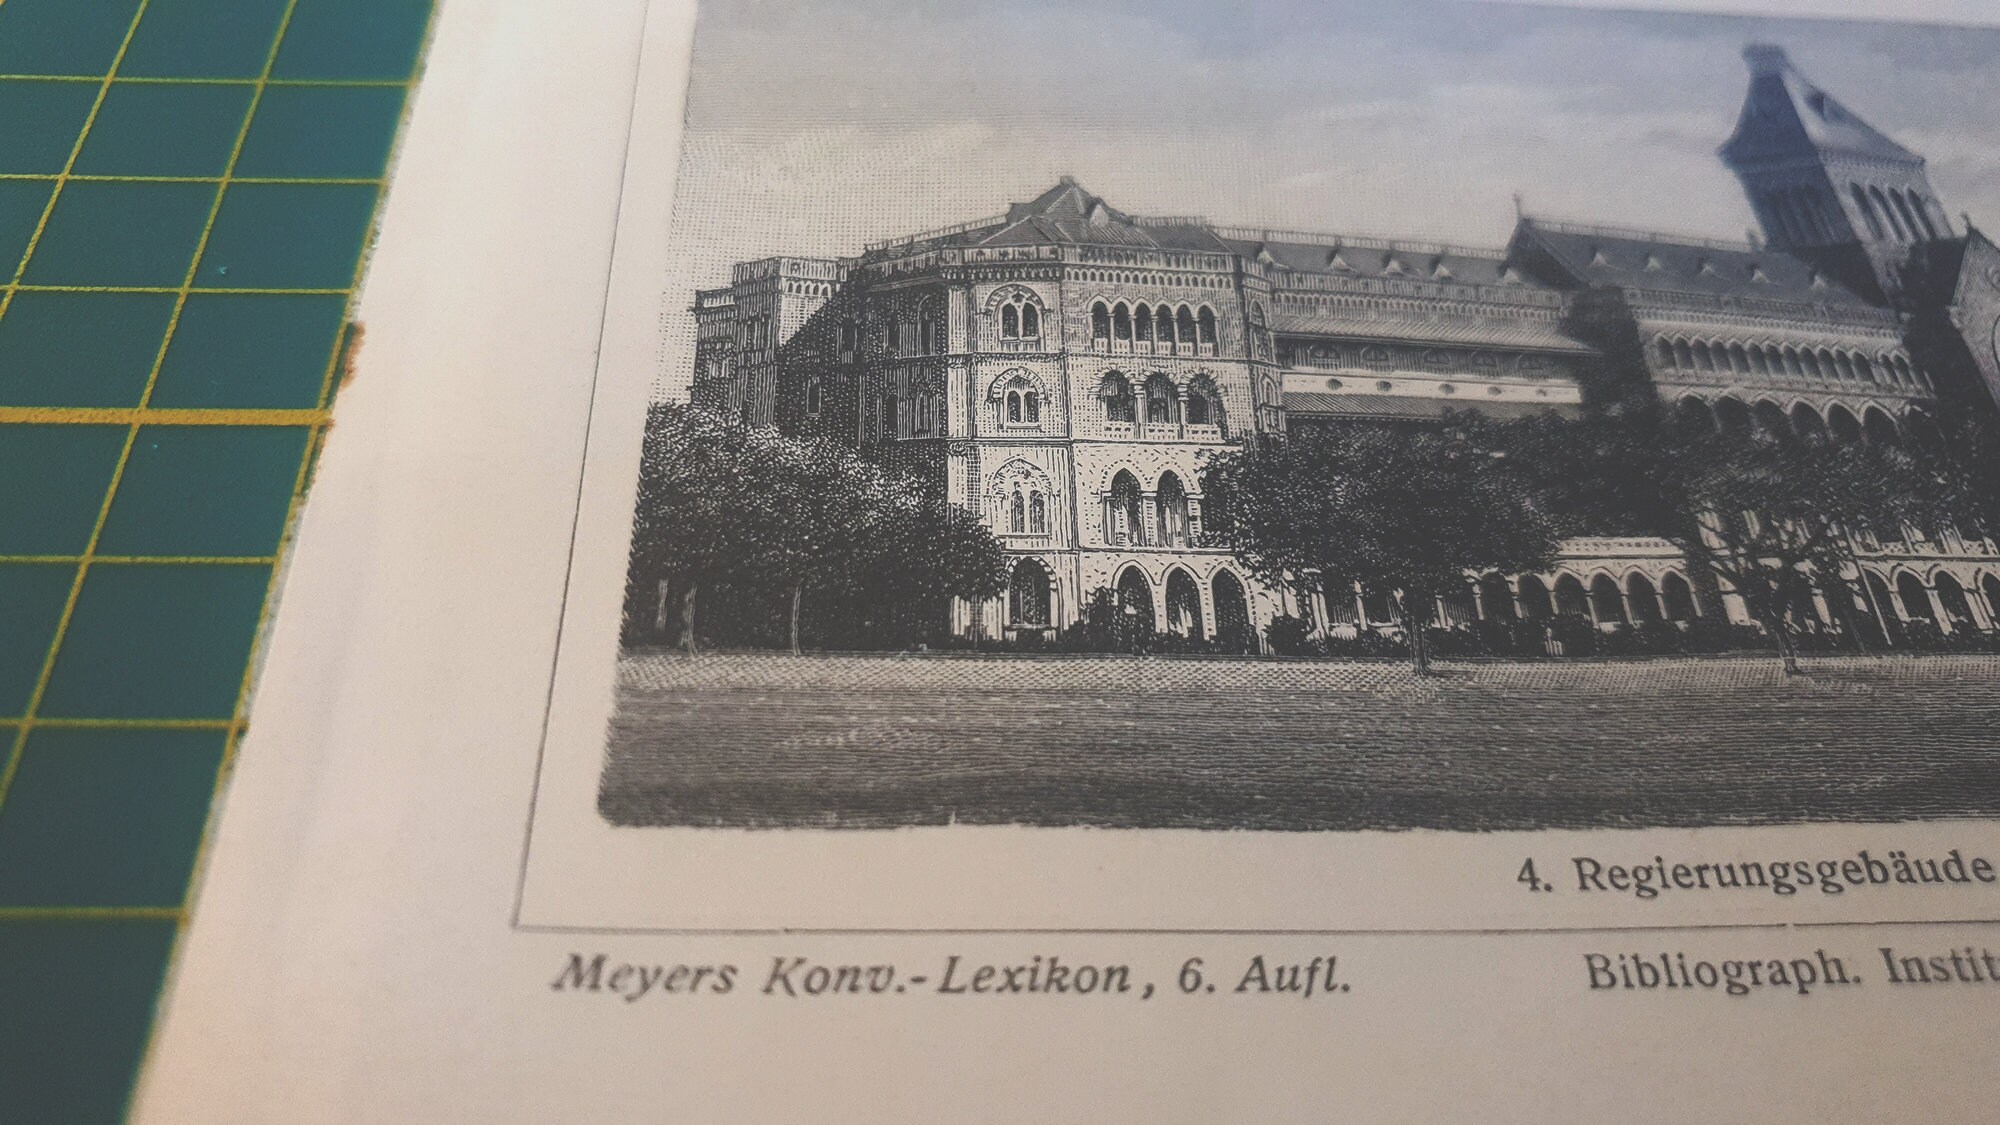 4. Regierungsgebäude
Meyers Konv.-Lexikon, 6. Aufl.
Bibliograph.